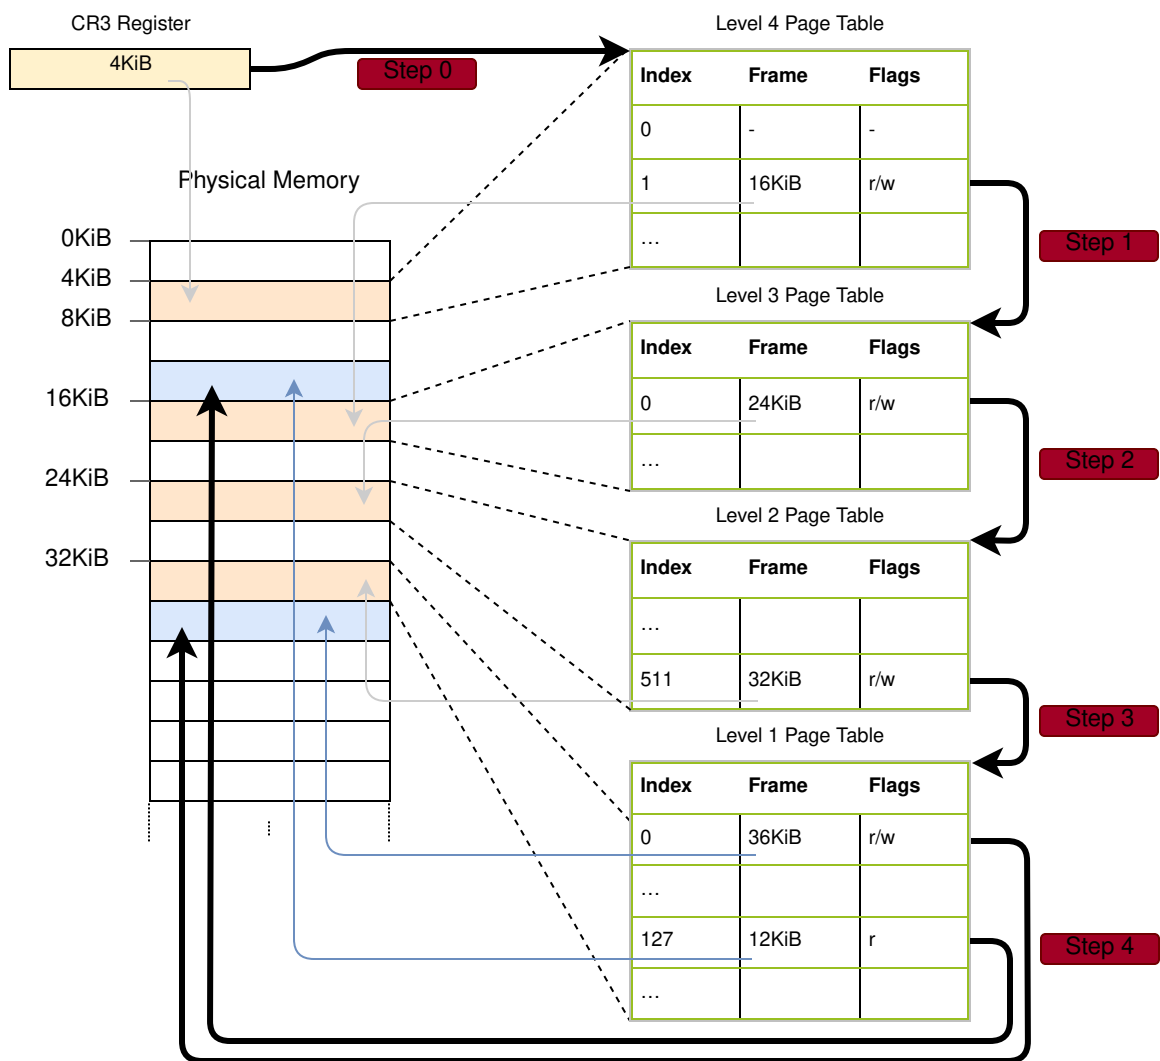 CR3 Register
4KiB
Step 0
Level 4 Page Table
Index Frame Flags
0 - -
1 16KiB r/w
...
Step 1
Physical Memory
0KiB
4KiB
8KiB
16KiB
24KiB
32KiB
Level 3 Page Table
Index Frame Flags
0 24KiB r/w
...
Step 2
Level 2 Page Table
Index Frame Flags
...
511 32KiB r/w
Step 3
Level 1 Page Table
Index Frame Flags
0 36KiB r/w
...
127 12KiB r
...
Step 4